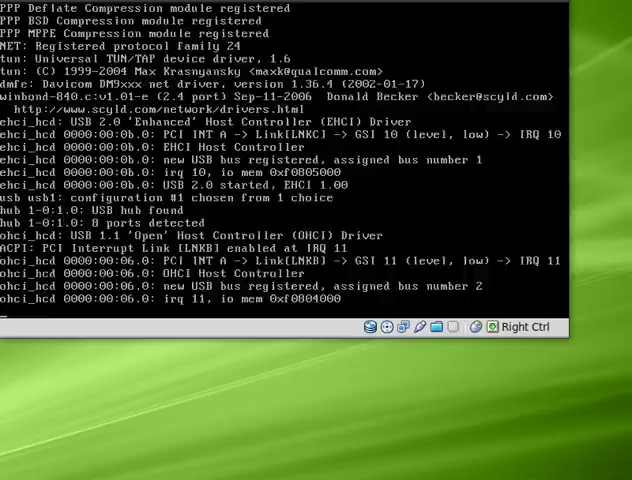 PPP Deflate Compression module registered
PPP BSD Compression module registered
PPP MPPE Compression module registered
NET: Registered protocol family 24
tun: Universal TUN/TAP device driver, 1.6
tun: (C) 1999-2004 Max Krasnyansky <maxk@qualcomm.com>
dmfe: Davicom DM9xxx net driver, version 1.36.4 (2002-01-17)
winbond-840.c:v1.01-e (2.4 port) Sep-11-2006  Donald Becker <becker@scyld.com>
http://www.scyld.com/network/drivers.html
ehci_hcd: USB 2.0 'Enhanced' Host Controller (EHCI) Driver
ehci_hcd 0000:00:0b.0: PCI INT A -> Link[LNKC] -> GSI 10 (level, low) -> IRQ 10
ehci_hcd 0000:00:0b.0: EHCI Host Controller
ehci_hcd 0000:00:0b.0: new USB bus registered, assigned bus number 1
ehci_hcd 0000:00:0b.0: irq 10, io mem 0xf0805000
ehci_hcd 0000:00:0b.0: USB 2.0 started, EHCI 1.00
usb usb1: configuration #1 chosen from 1 choice
hub 1-0:1.0: USB hub found
hub 1-0:1.0: 8 ports detected
ohci_hcd: USB 1.1 'Open' Host Controller (OHCI) Driver
ACPI: PCI Interrupt Link [LNKB] enabled at IRQ 11
ohci_hcd 0000:00:06.0: PCI INT A -> Link[LNKB] -> GSI 11 (level, low) -> IRQ 11
ohci_hcd 0000:00:06.0: OHCI Host Controller
ohci_hcd 0000:00:06.0: new USB bus registered, assigned bus number 2
ohci_hcd 0000:00:06.0: irq 11, io mem 0xf0804000
Right Ctrl